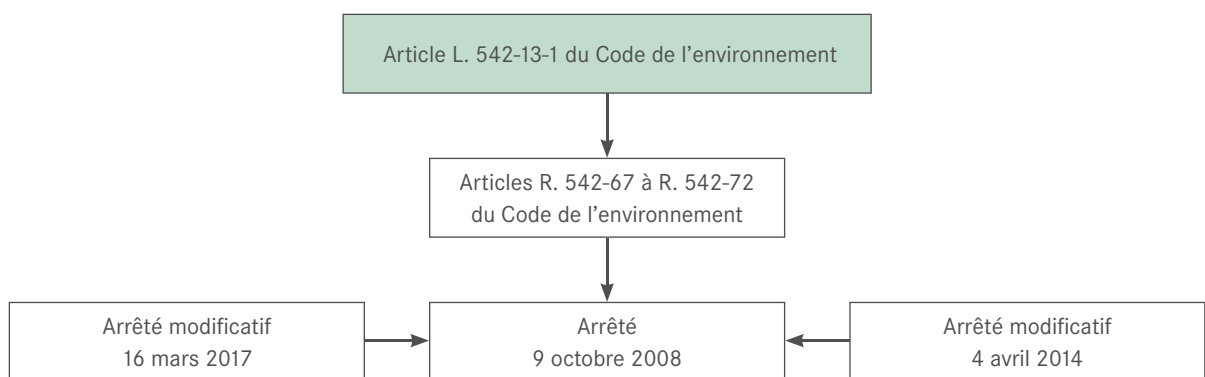 Article L. 542-13-1 du Code de l’environnement
Articles R. 542-67 à R. 542-72
du Code de l’environnement
Arrêté modificatif
16 mars 2017
Arrêté
9 octobre 2008
Arrêté modificatif
4 avril 2014